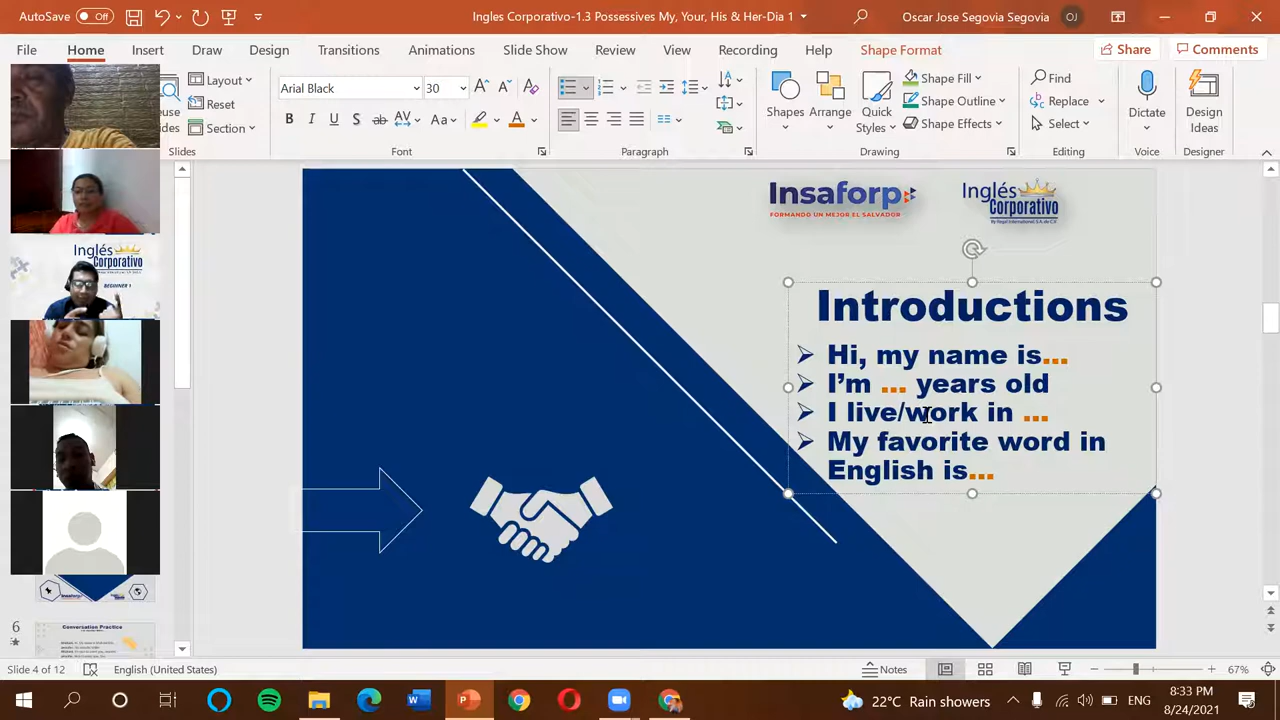 AutoSave Off
Ingles Corporativo-1.3 Possessives My, Your, His & Her-Dia 1
Oscar Jose Segovia Segovia OJ
File Home Insert Draw Design Transitions Animations Slide Show Review View Recording Help Shape Format Share Comments
Layout
Reset
Section
Slides
Arial Black 30
B I U S ab AV Aa A
Font
Paragraph
Shapes Arrange Quick Styles
Shape Fill
Shape Outline
Shape Effects
Drawing
Find
Replace
Select
Editing
Dictate
Voice
Design Ideas
Designer
Inglés
Corporativo
BEGINNER 1
Insaforp
FORMANDO UN MEJOR EL SALVADOR
Inglés
Corporativo
Introductions
Hi, my name is...
I’m ... years old
I live/work in ...
My favorite word in
English is...
6
Conversation Practice
Slide 4 of 12 English (United States) Notes 67%
22°C Rain showers ENG
8:33 PM
8/24/2021